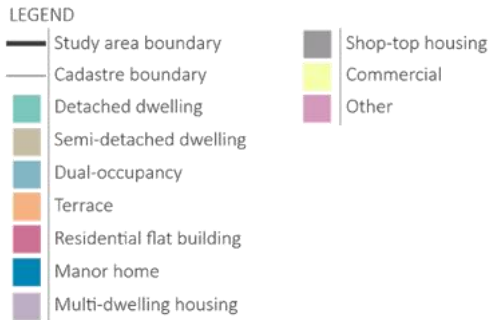 LEGEND
Study area boundary
Cadastre boundary
Detached dwelling
Semi-detached dwelling
Dual-occupancy
Terrace
Residential flat building
Manor home
Multi-dwelling housing
Shop-top housing
Commercial
Other